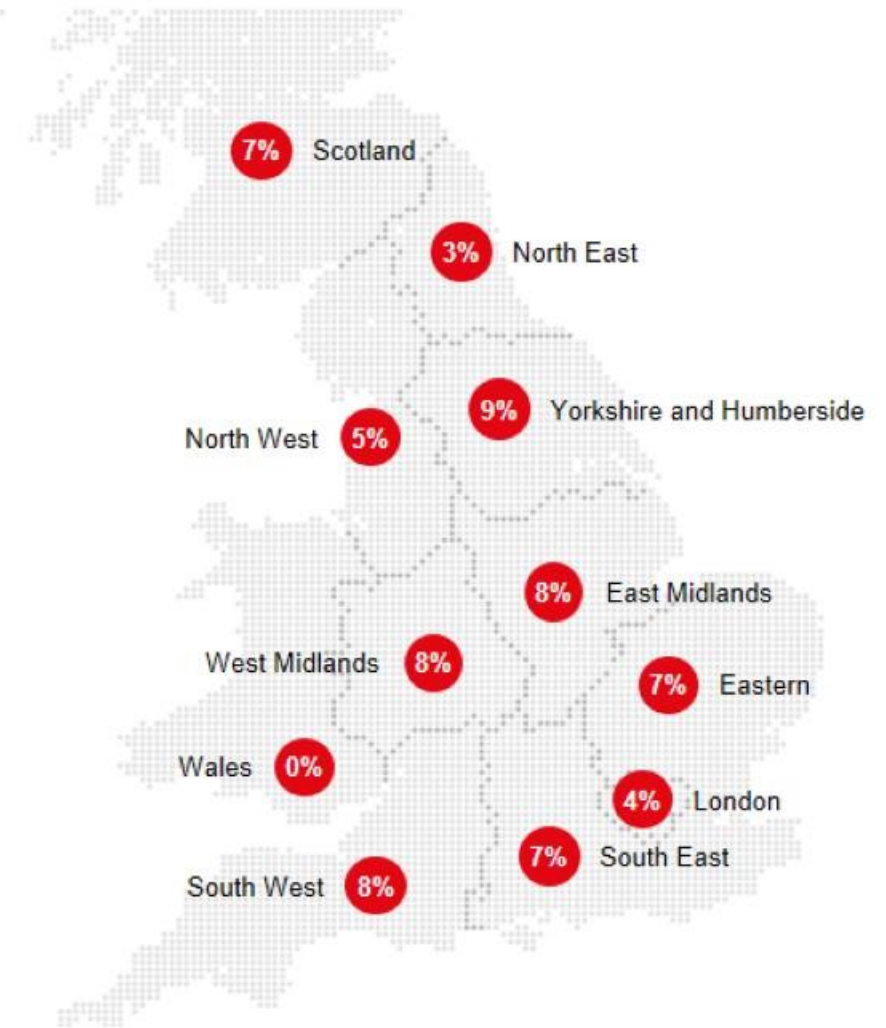 7% Scotland
3% North East
9% Yorkshire and Humberside
North West 5%
8% East Midlands
West Midlands 8%
7% Eastern
Wales 0%
4% London
7% South East
South West 8%